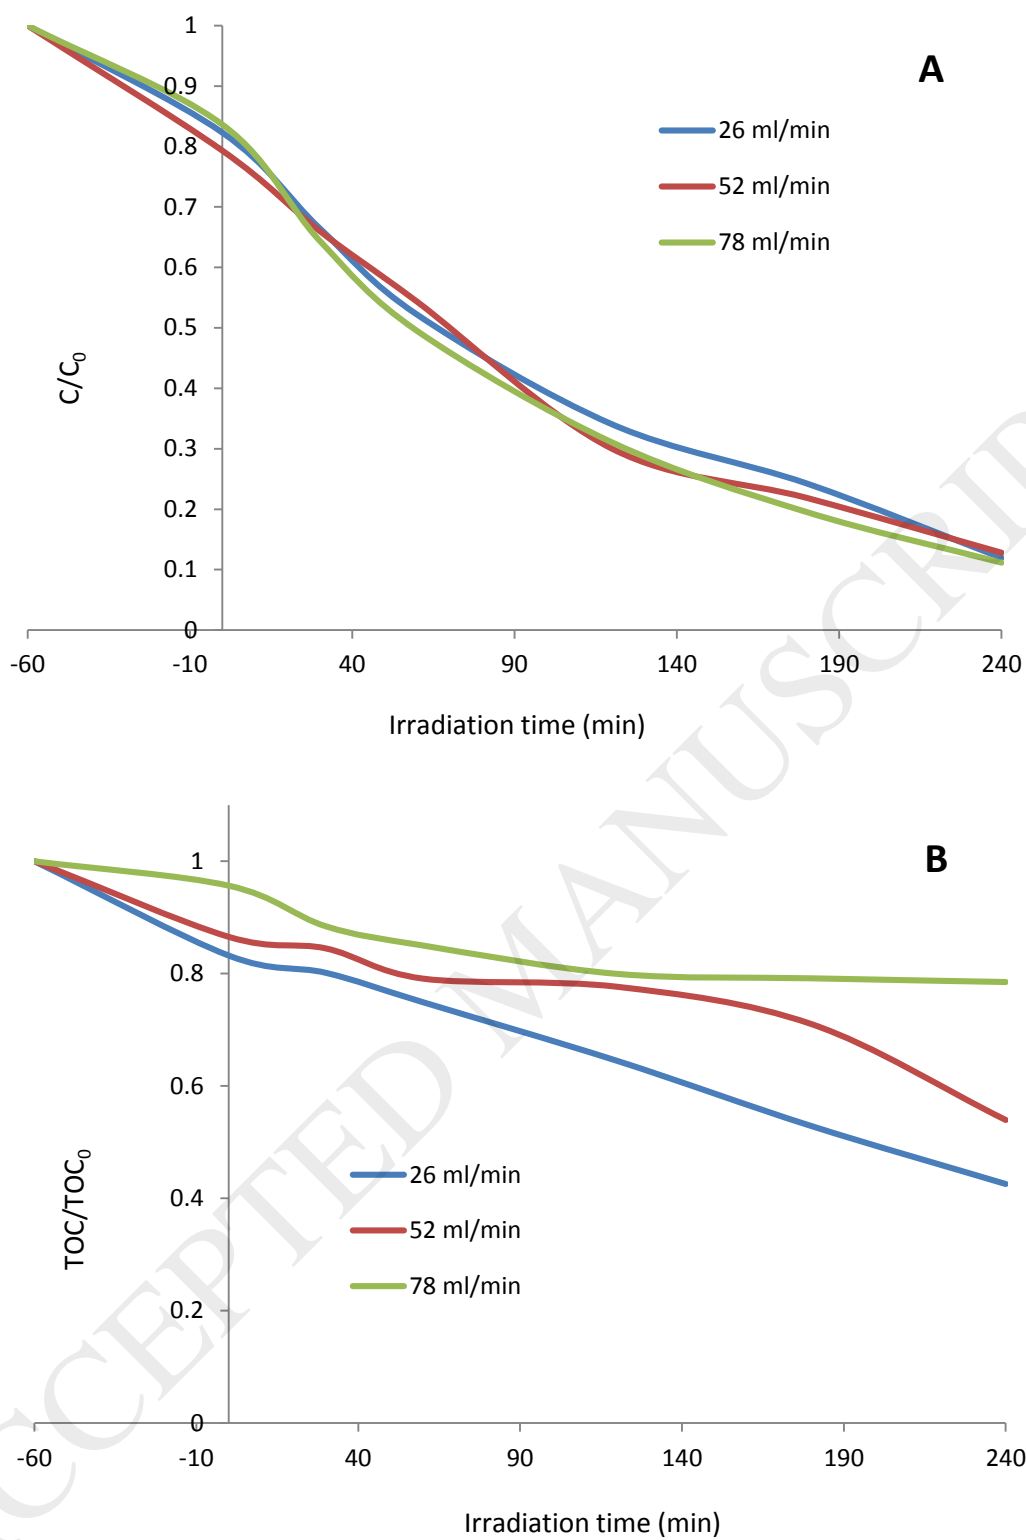 A
1
0.9
0.8
0.7
0.6
0.5
0.4
0.3
0.2
0.1
0
C/C₀
26 ml/min
52 ml/min
78 ml/min
-60 -10 40 90 140 190 240
Irradiation time (min)
B
1
0.8
0.6
0.4
0.2
0
TOC/TOC₀
26 ml/min
52 ml/min
78 ml/min
-60 -10 40 90 140 190 240
Irradiation time (min)
CCEPTED MANUSCRIP